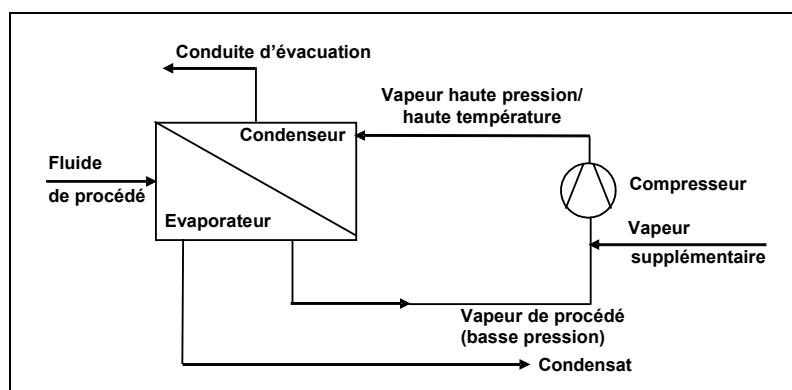 Conduite d'évacuation
Vapeur haute pression/
haute température
Condenseur
Fluide
de procédé
Compresseur
Evaporateur
Vapeur
supplémentaire
Vapeur de procédé
(basse pression)
Condensat